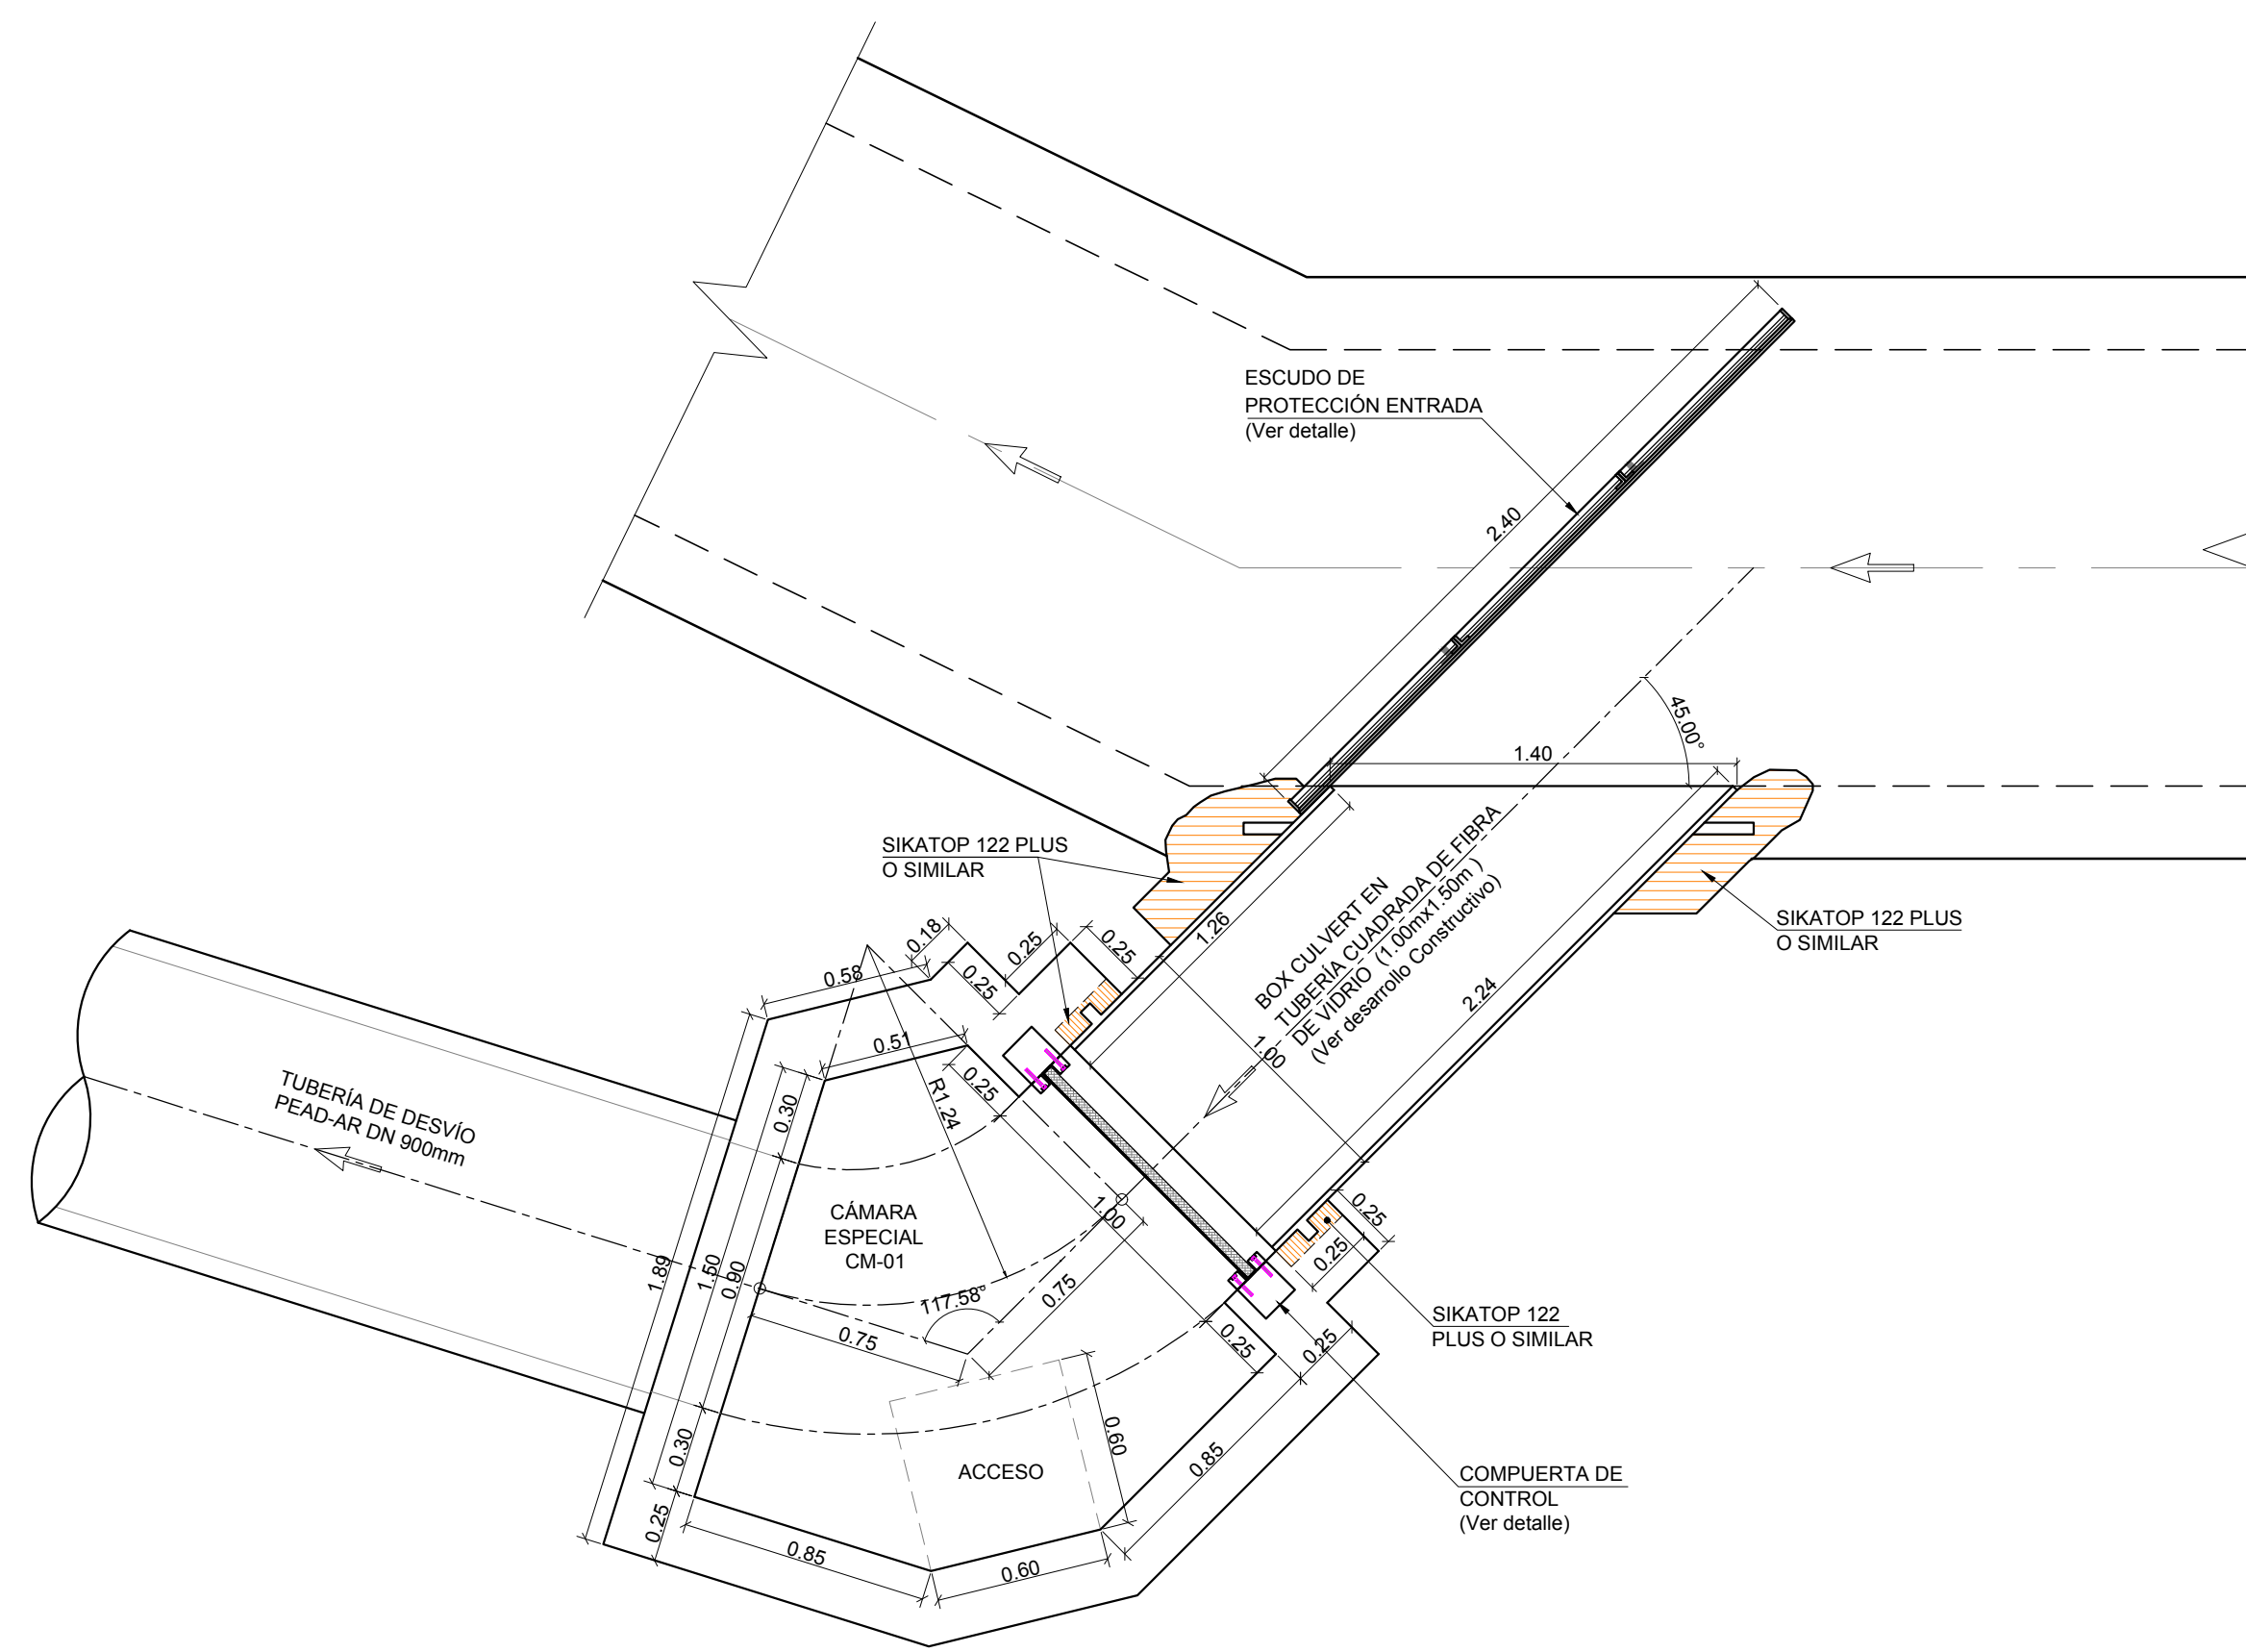 ESCUDO DE
PROTECCIÓN ENTRADA
(Ver detalle)
2.40
45.00°
1.40
SIKATOP 122 PLUS
O SIMILAR
1.26
BOX CULVERT EN
TUBERÍA CUADRADA DE FIBRA
DE VIDRIO (1.00mx1.50m )
(Ver desarrollo Constructivo)
2.24
1.00
SIKATOP 122 PLUS
O SIMILAR
0.18
0.25
0.25
0.25
0.58
0.51
0.25
R1.24
0.30
TUBERÍA DE DESVÍO
PEAD-AR DN 900mm
CÁMARA
ESPECIAL
CM-01
1.00
0.75
117.58°
0.75
1.89
1.50
0.90
0.30
0.25
0.25
0.25
0.25
0.25
SIKATOP 122
PLUS O SIMILAR
0.60
ACCESO
0.85
COMPUERTA DE
CONTROL
(Ver detalle)
0.85
0.60